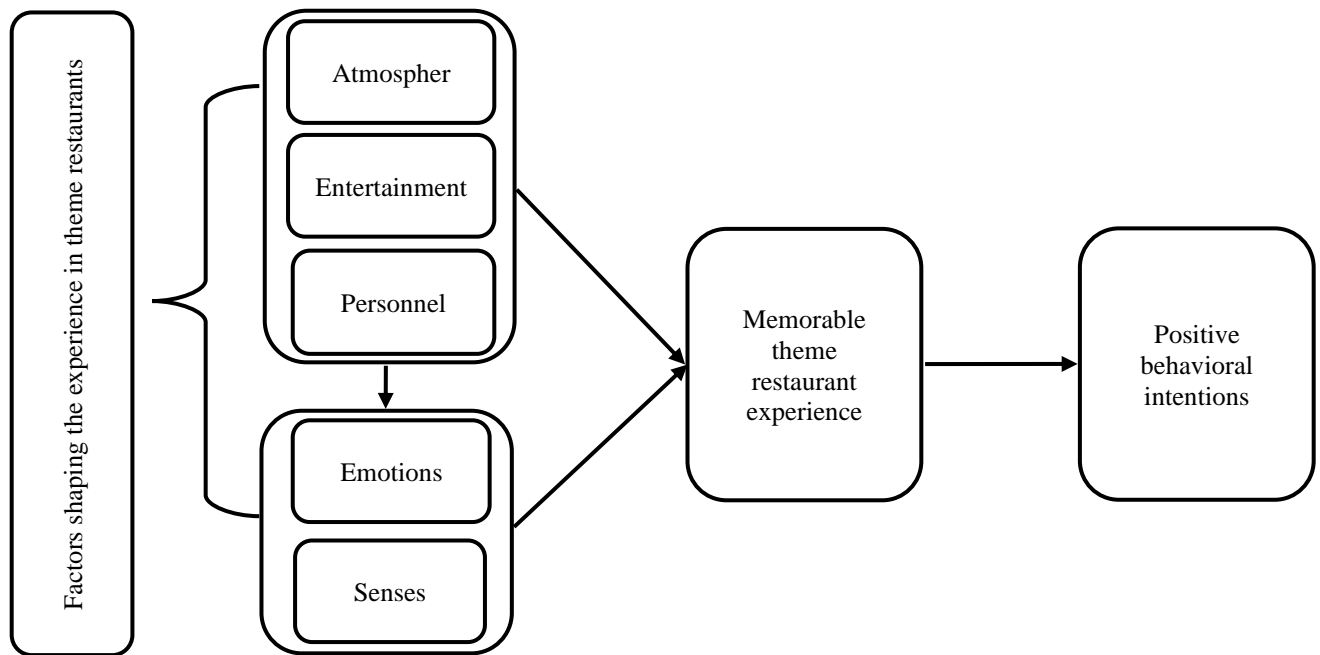 Factors shaping the experience in theme restaurants
Atmospher
Entertainment
Personnel
Emotions
Senses
Memorable
theme
restaurant
experience
Positive
behavioral
intentions